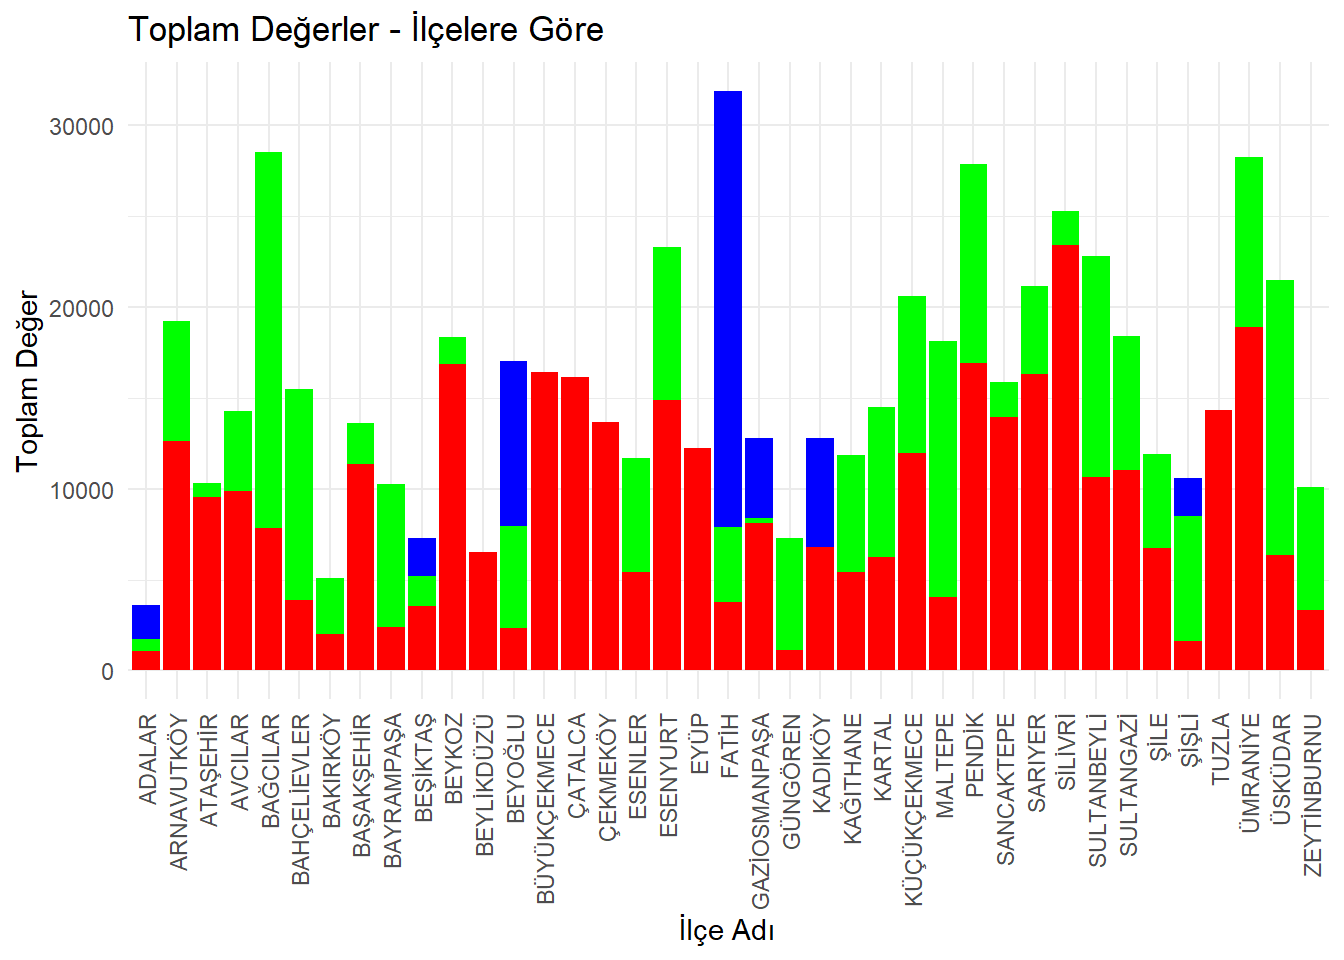 Toplam Değerler - İlçelere Göre
Toplam Değer
30000
20000
10000
0
ADALAR
ARNAVUTKÖY
ATAŞEHİR
AVCILAR
BAĞCILAR
BAHÇELİEVLER
BAKIRKÖY
BAŞAKŞEHİR
BAYRAMPAŞA
BEŞİKTAŞ
BEYKOZ
BEYLİKDÜZÜ
BEYOĞLU
BÜYÜKÇEKMECE
ÇATALCA
ÇEKMEKÖY
ESENLER
ESENYURT
EYÜP
FATİH
GAZİOSMANPAŞA
GÜNGÖREN
KADIKÖY
KAĞITHANE
KARTAL
KÜÇÜKÇEKMECE
MALTEPE
PENDİK
SANCAKTEPE
SARIYER
SİLİVRİ
SULTANBEYLİ
SULTANGAZİ
ŞİLE
ŞİŞLİ
TUZLA
ÜMRANİYE
ÜSKÜDAR
ZEYTİNBURNU
İlçe Adı